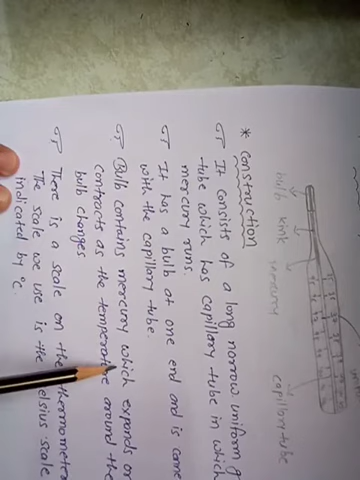 bulb kink mercury capillary tube
* Construction
It consists of a long narrow uniform g
tube which has capillary tube in which
mercury runs.
It has a bulb at one end and is conne
with the capillary tube.
Bulb contains mercury which expands or
contracts as the temperature around the
bulb changes
There is a scale on the thermometer
The scale we use is the elsius scale
indicated by °C.